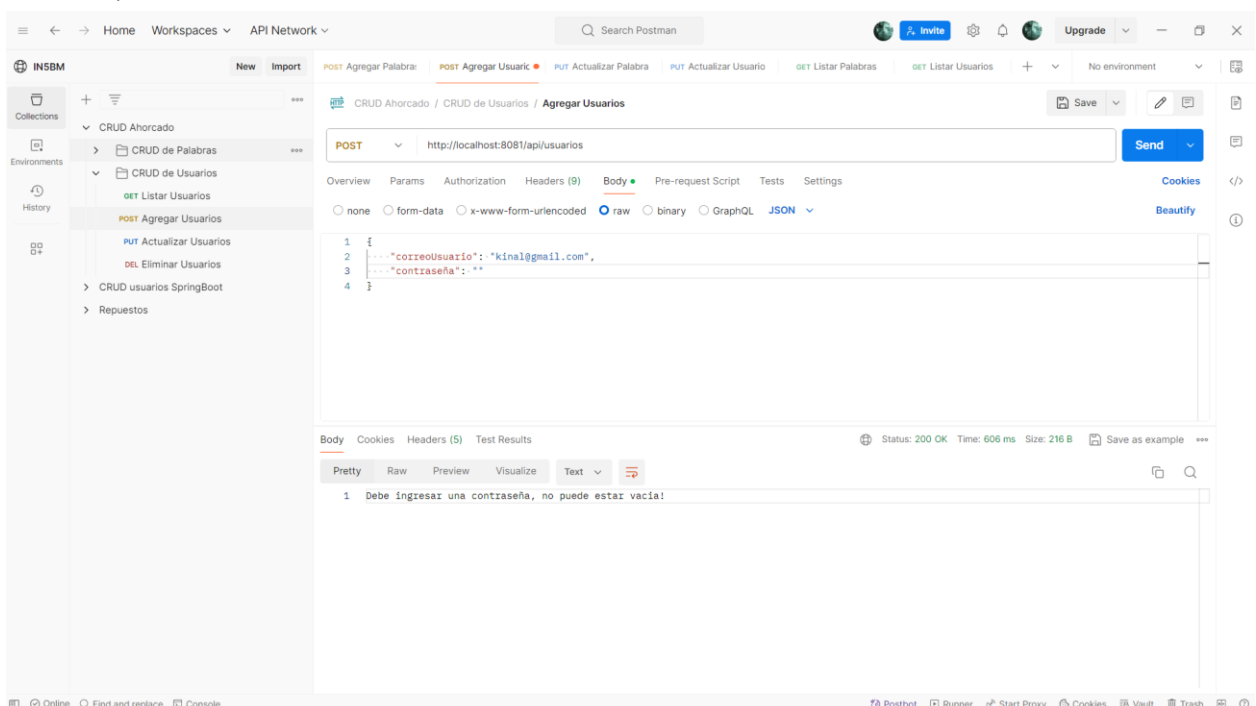 Home Workspaces API Network Search Postman Invite Upgrade
IN5BM New Import POST Agregar Palabra: POST Agregar Usuaric PUT Actualizar Palabra PUT Actualizar Usuario GET Listar Palabras GET Listar Usuarios No environment
Collections
Environments
History
CRUD Ahorcado
CRUD de Palabras
CRUD de Usuarios
GET Listar Usuarios
POST Agregar Usuarios
PUT Actualizar Usuarios
DEL Eliminar Usuarios
CRUD usuarios SpringBoot
Repuestos
HTTP CRUD Ahorcado / CRUD de Usuarios / Agregar Usuarios Save
POST http://localhost:8081/api/usuarios Send
Overview Params Authorization Headers (9) Body Pre-request Script Tests Settings Cookies
none form-data x-www-form-urlencoded raw binary GraphQL JSON Beautify
1 {
2 "correoUsuario": "kinal@gmail.com",
3 "contraseña": ""
4 }
Body Cookies Headers (5) Test Results Status: 200 OK Time: 606 ms Size: 216 B Save as example
Pretty Raw Preview Visualize Text
1 Debe ingresar una contraseña, no puede estar vacia!
Online Find and replace Console Postbot Runner Start Proxy Cookies Vault Trash